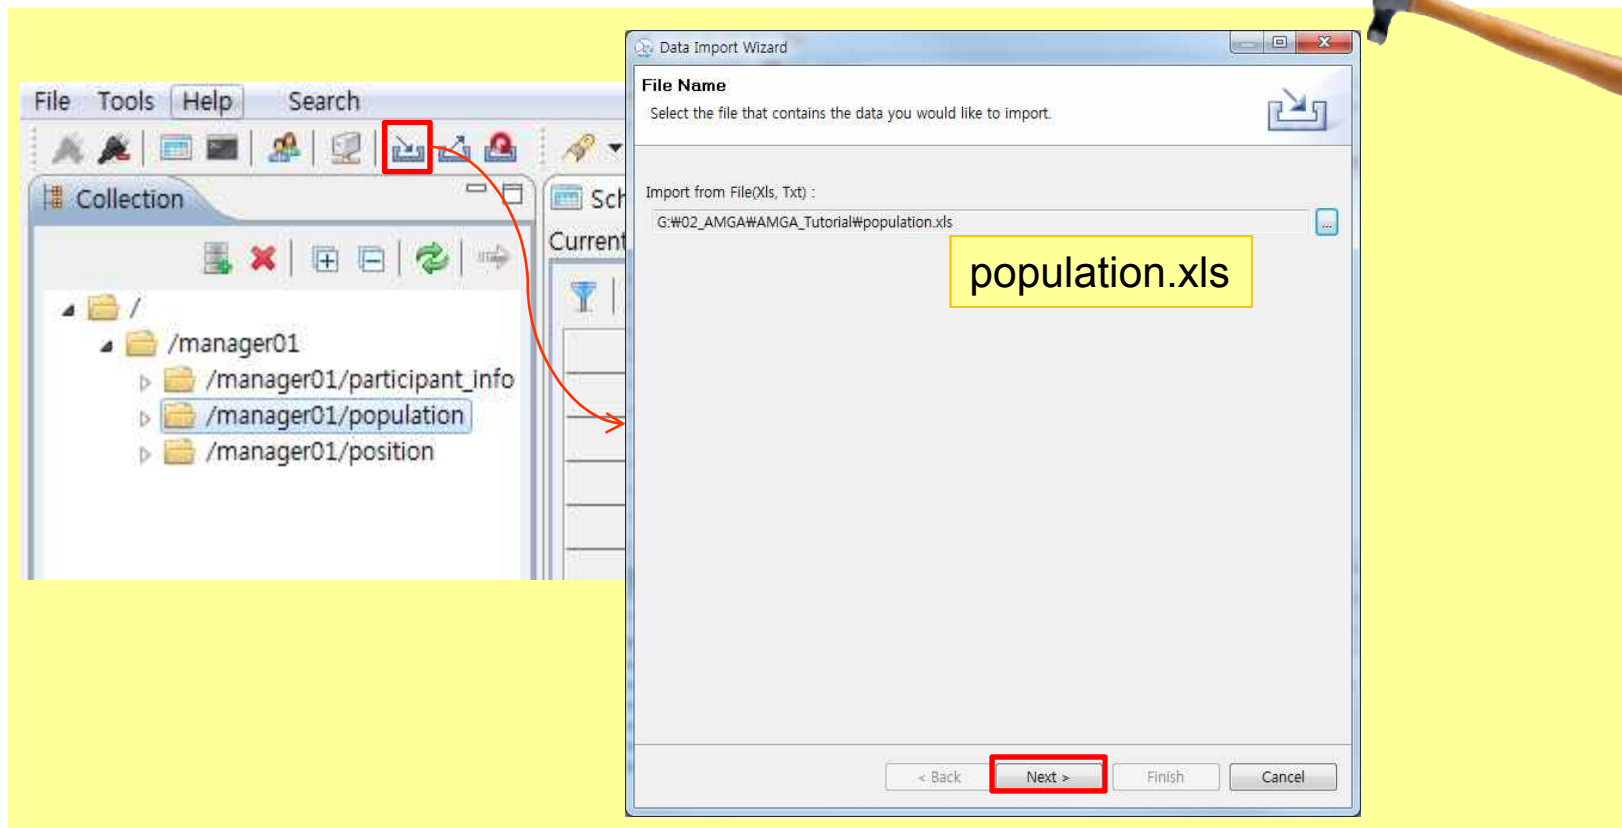 File Tools Help Search
Collection
/
/manager01
/manager01/participant_info
/manager01/population
/manager01/position
Sch
Current
Data Import Wizard
File Name
Select the file that contains the data you would like to import.
Import from File(Xls, Txt) :
G:₩02_AMGA₩AMGA_Tutorial₩population.xls
...
population.xls
< Back Next > Finish Cancel